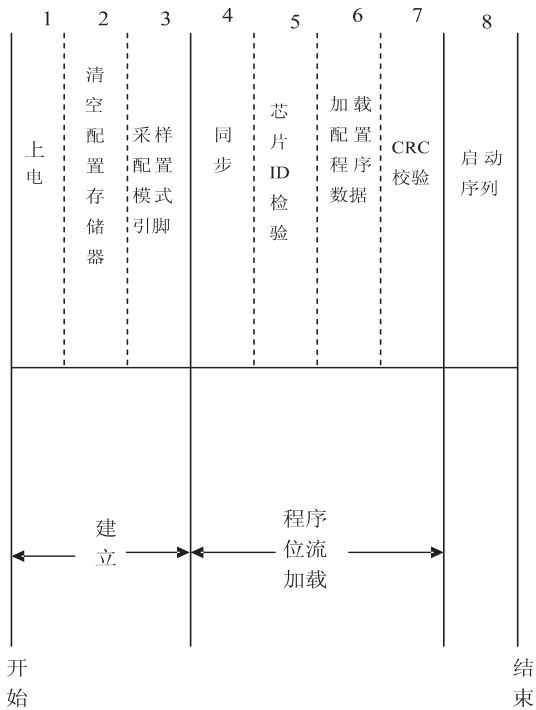 1 2 3 4 5 6 7 8
上电
清空配置存储器
采样
配置
模式
引脚
同步
芯片ID检验
加载
配置
程序
数据
CRC
校验
启动
序列
建立
程序
位流
加载
开始
结束